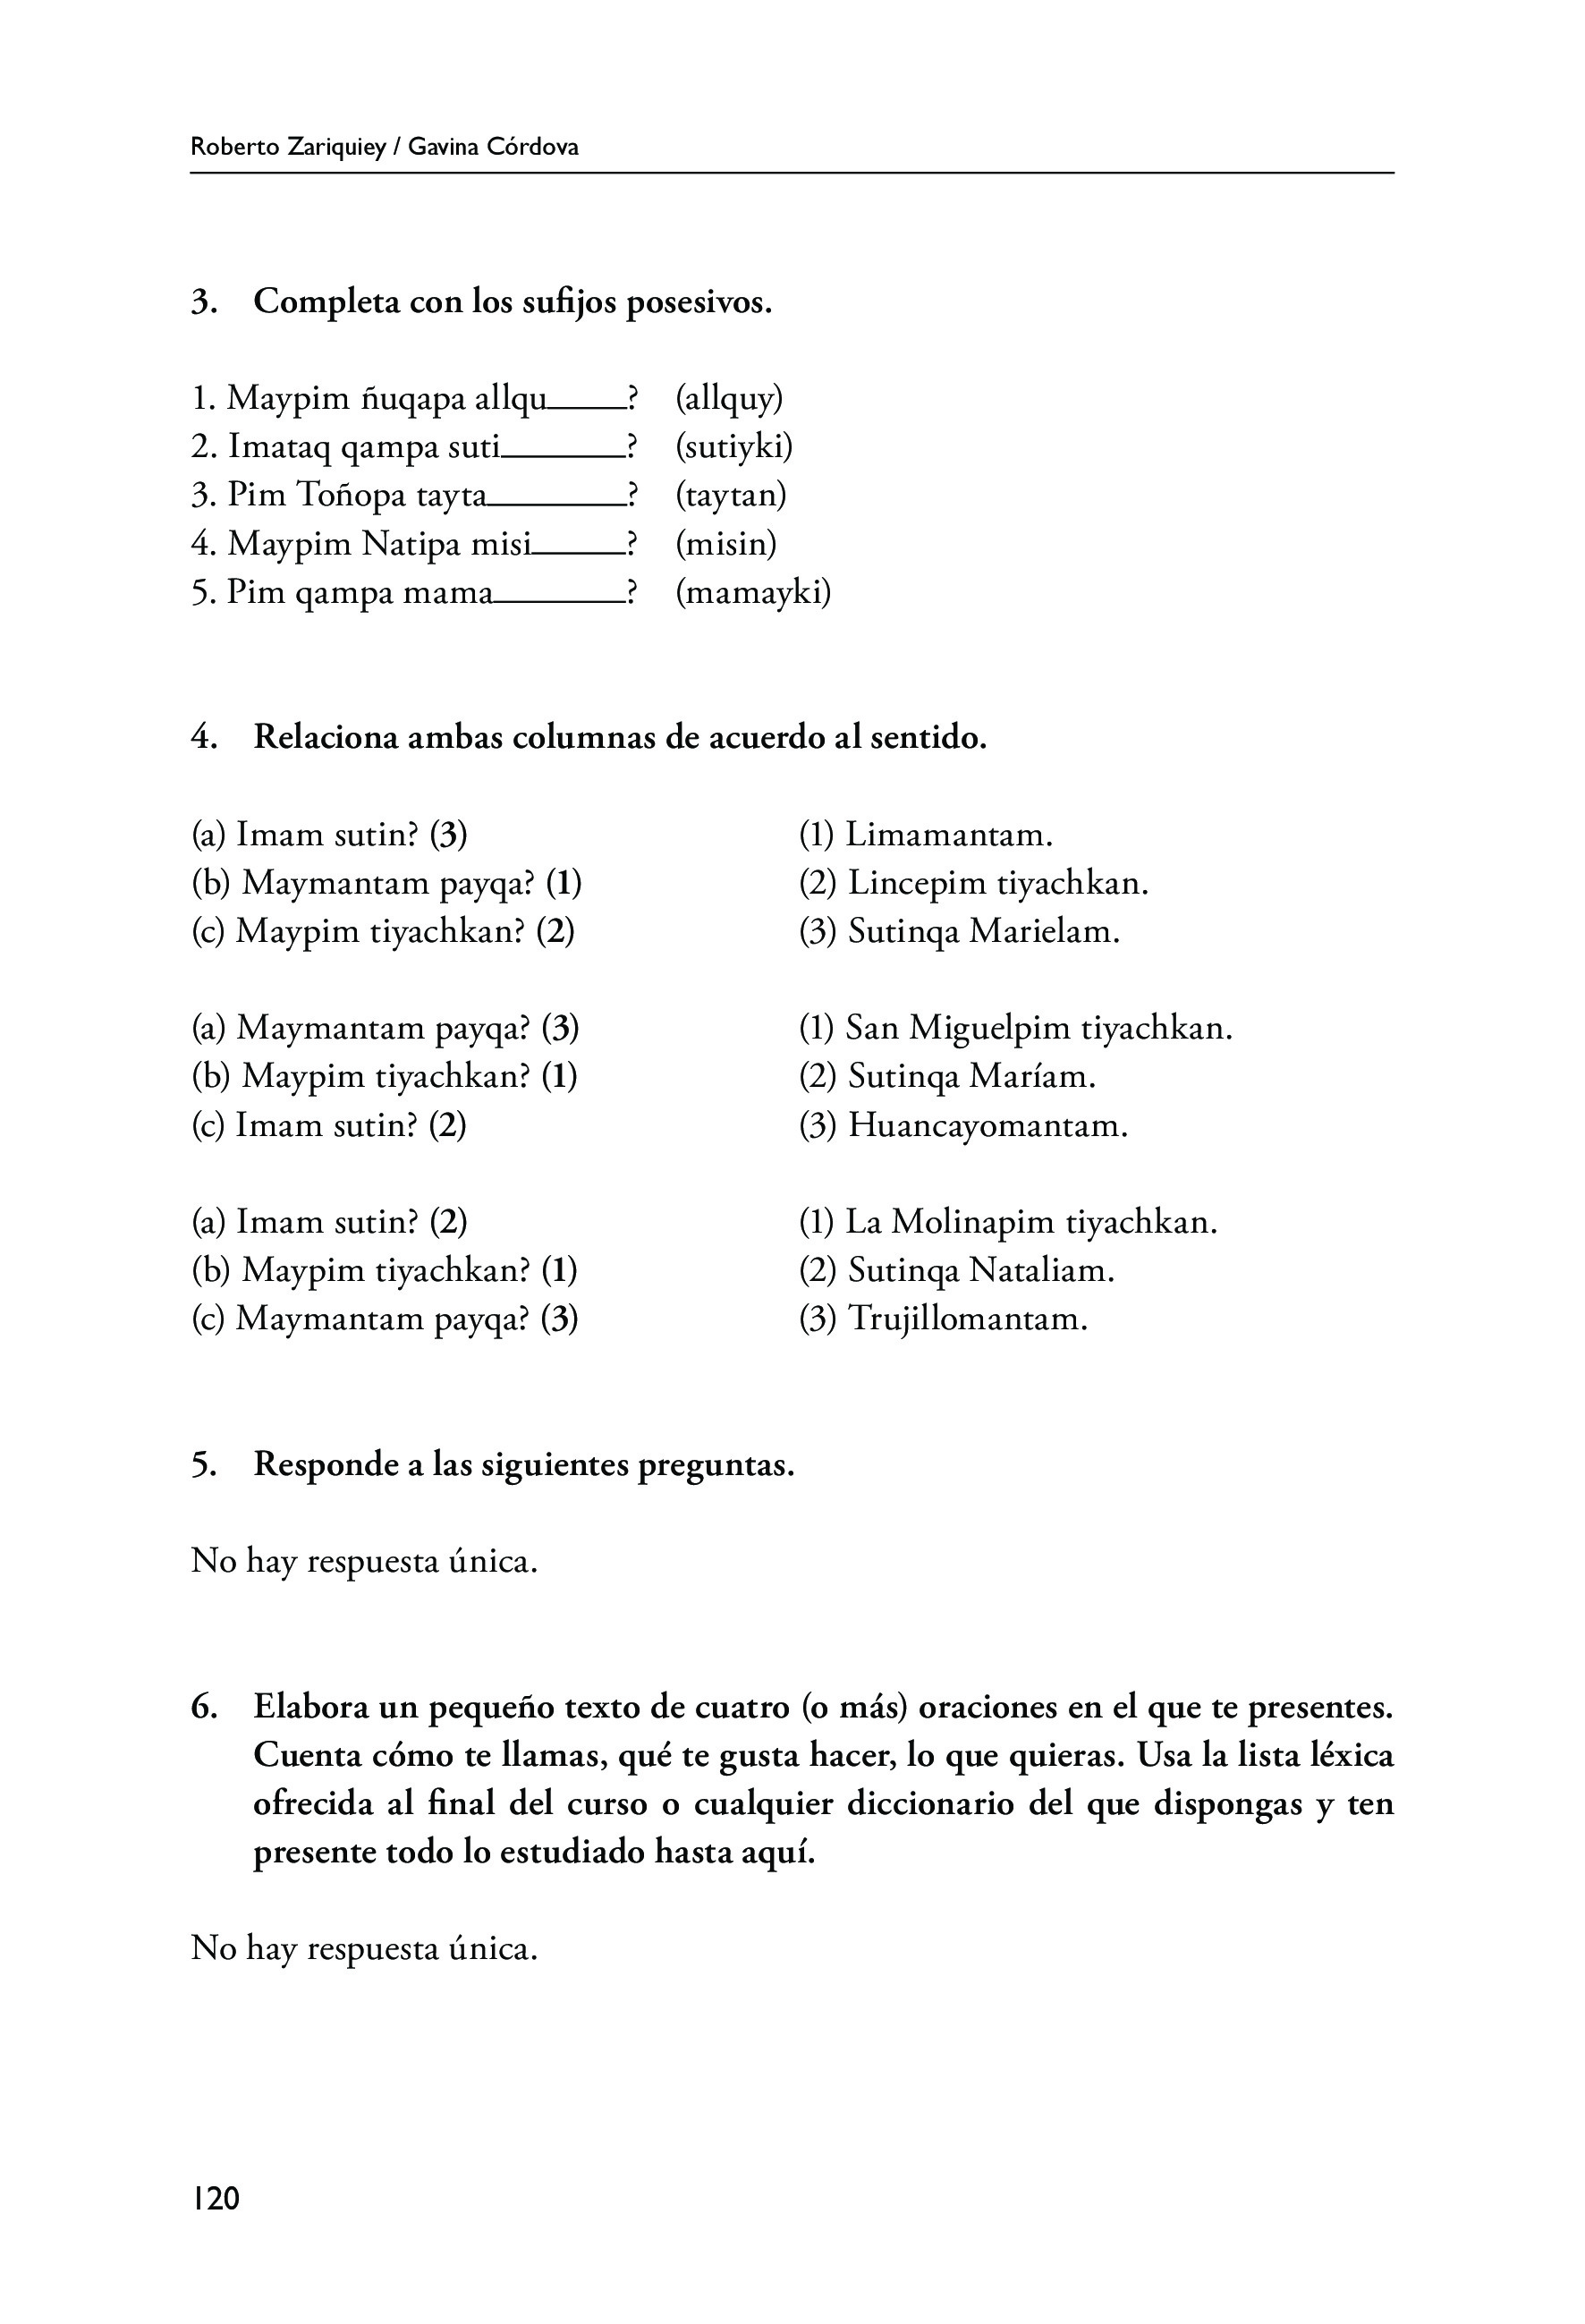 Roberto Zariquiey / Gavina Córdova
3. Completa con los sufijos posesivos.
1. Maypim ñuqapa allqu_____? (allquy)
2. Imataq qampa suti_______? (sutiyki)
3. Pim Toñopa tayta________? (taytan)
4. Maypim Natipa misi_____? (misin)
5. Pim qampa mama_______? (mamayki)
4. Relaciona ambas columnas de acuerdo al sentido.
(a) Imam sutin? (3) (1) Limamantam.
(b) Maymantam payqa? (1) (2) Lincepim tiyachkan.
(c) Maypim tiyachkan? (2) (3) Sutinqa Marielam.
(a) Maymantam payqa? (3) (1) San Miguelpim tiyachkan.
(b) Maypim tiyachkan? (1) (2) Sutinqa Maríam.
(c) Imam sutin? (2) (3) Huancayomantam.
(a) Imam sutin? (2) (1) La Molinapim tiyachkan.
(b) Maypim tiyachkan? (1) (2) Sutinqa Nataliam.
(c) Maymantam payqa? (3) (3) Trujillomantam.
5. Responde a las siguientes preguntas.
No hay respuesta única.
6. Elabora un pequeño texto de cuatro (o más) oraciones en el que te presentes.
Cuenta cómo te llamas, qué te gusta hacer, lo que quieras. Usa la lista léxica
ofrecida al final del curso o cualquier diccionario del que dispongas y ten
presente todo lo estudiado hasta aquí.
No hay respuesta única.
120